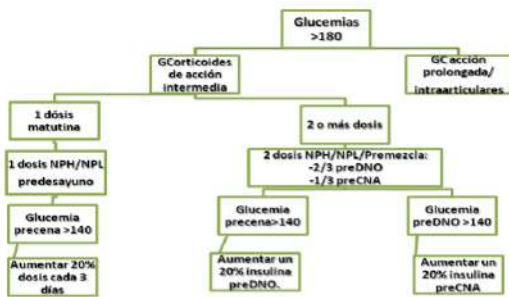 Glucemias
>180
GCorticoides
de acción
intermedia
GC acción
prolongada/
intraarticulares
1 dósis
matutina
2 o más dosis
1 dosis NPH/NPL
predesayuno
2 dosis NPH/NPL/Premezcla:
-2/3 preDNO
-1/3 preCNA
Glucemia
precena >140
Glucemia
precena>140
Glucemia
preDNO >140
Aumentar 20%
dosis cada 3
días
Aumentar un
20% insulina
preDNO.
Aumentar un
20% insulina
preCNA